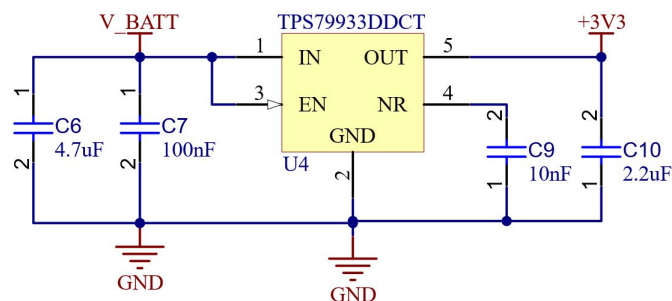 V_BATT
TPS79933DDCT
+3V3
1
IN
OUT
5
3
EN
NR
4
GND
U4
2
1
C6
4.7uF
2
1
C7
100nF
2
2
C9
10nF
1
2
C10
2.2uF
1
GND
GND